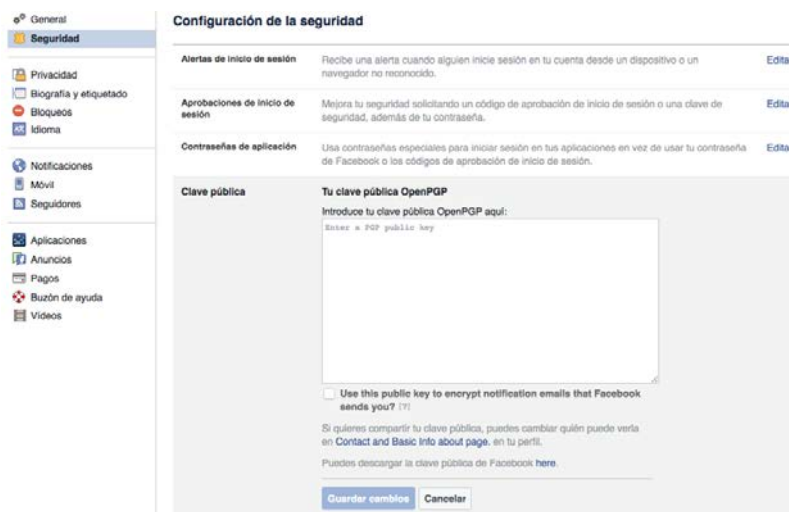 General
Seguridad
Privacidad
Biografía y etiquetado
Bloqueos
Idioma
Notificaciones
Móvil
Seguidores
Aplicaciones
Anuncios
Pagos
Buzón de ayuda
Vídeos
Configuración de la seguridad
Alertas de inicio de sesión
Recibe una alerta cuando alguien inicie sesión en tu cuenta desde un dispositivo o un
navegador no reconocido.
Edita
Aprobaciones de inicio de
sesión
Mejora tu seguridad solicitando un código de aprobación de inicio de sesión o una clave de
seguridad, además de tu contraseña.
Edita
Contraseñas de aplicación
Usa contraseñas especiales para iniciar sesión en tus aplicaciones en vez de usar tu contraseña
de Facebook o los códigos de aprobación de inicio de sesión.
Edita
Clave pública
Tu clave pública OpenPGP
Introduce tu clave pública OpenPGP aquí:
Enter a PGP public key
Use this public key to encrypt notification emails that Facebook
sends you? [?]
Si quieres compartir tu clave pública, puedes cambiar quién puede verla
en Contact and Basic Info about page. en tu perfil.
Puedes descargar la clave pública de Facebook here.
Guardar cambios
Cancelar